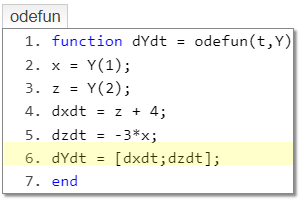 odefun
1. function dYdt = odefun(t,Y)
2. x = Y(1);
3. z = Y(2);
4. dxdt = z + 4;
5. dzdt = -3*x;
6. dYdt = [dxdt;dzdt];
7. end